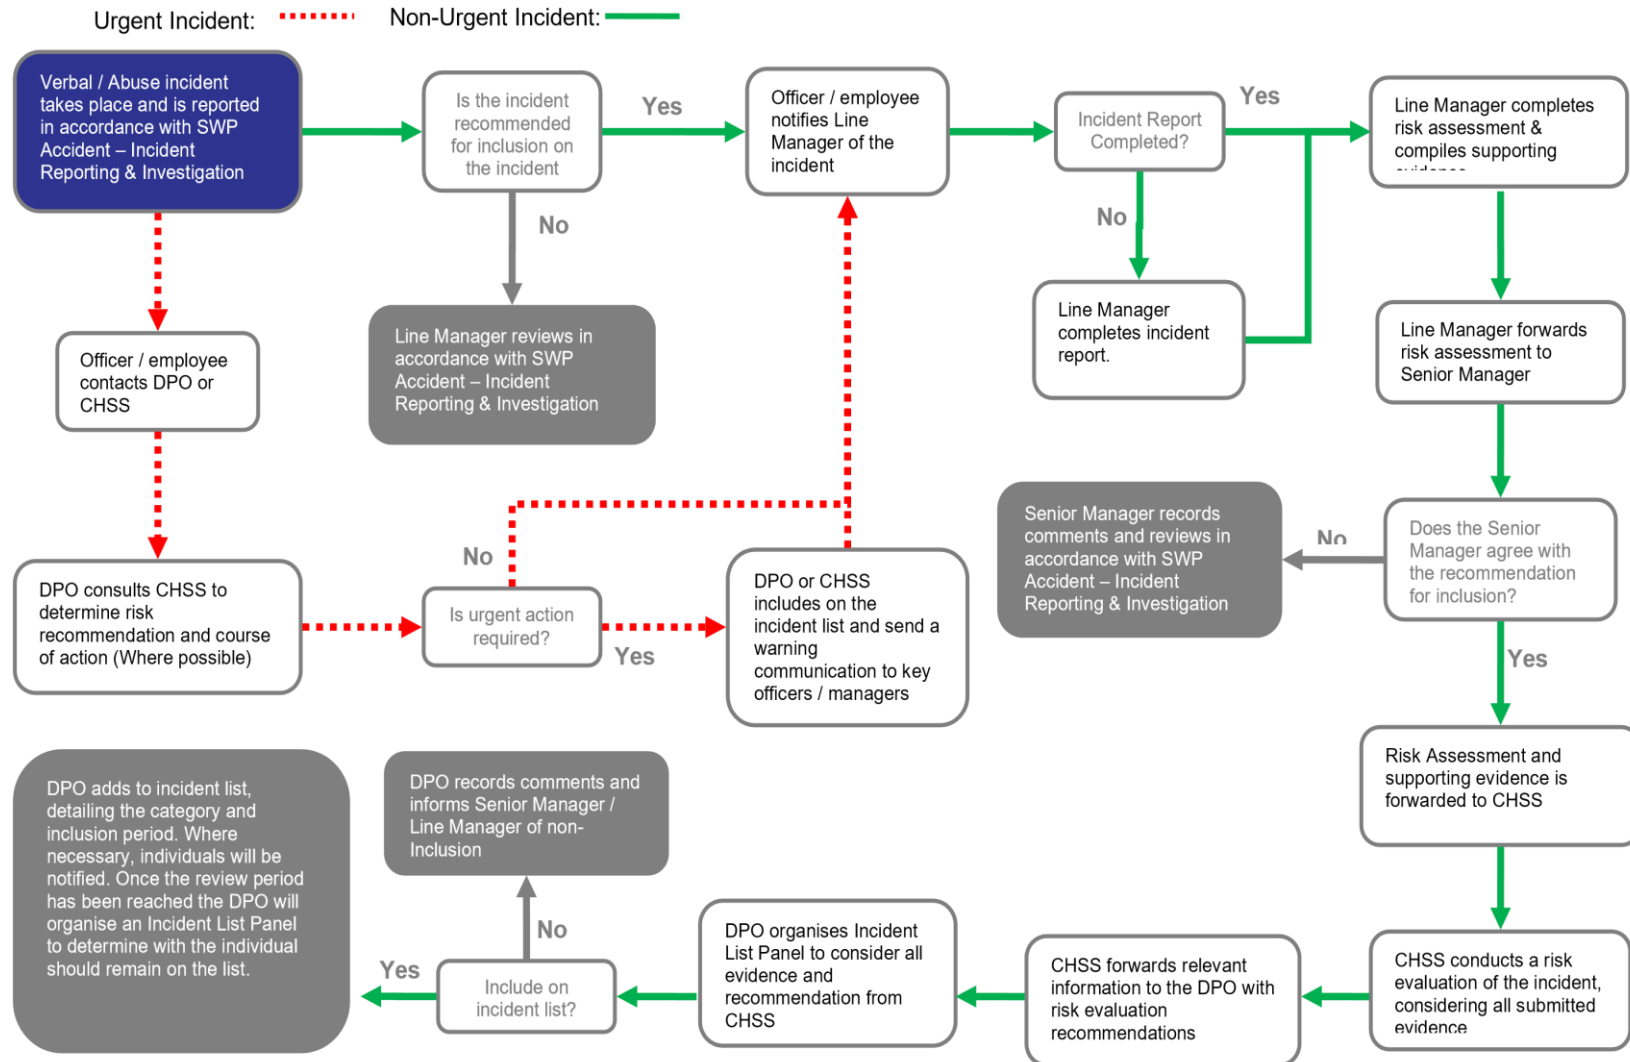 Urgent Incident:
Non-Urgent Incident:
Verbal / Abuse incident
takes place and is reported
in accordance with SWP
Accident – Incident
Reporting & Investigation
Is the incident
recommended
for inclusion on
the incident
Yes
No
Officer / employee
notifies Line
Manager of the
incident
Incident Report
Completed?
Yes
No
Line Manager completes
risk assessment &
compiles supporting
evidence
Line Manager reviews in
accordance with SWP
Accident – Incident
Reporting & Investigation
Line Manager
completes incident
report.
Line Manager forwards
risk assessment to
Senior Manager
Officer / employee
contacts DPO or
CHSS
Senior Manager records
comments and reviews in
accordance with SWP
Accident – Incident
Reporting & Investigation
No
Does the Senior
Manager agree with
the recommendation
for inclusion?
Yes
DPO consults CHSS to
determine risk
recommendation and course
of action (Where possible)
No
Is urgent action
required?
Yes
DPO or CHSS
includes on the
incident list and send a
warning
communication to key
officers / managers
Risk Assessment and
supporting evidence is
forwarded to CHSS
DPO adds to incident list,
detailing the category and
inclusion period. Where
necessary, individuals will be
notified. Once the review period
has been reached the DPO will
organise an Incident List Panel
to determine with the individual
should remain on the list.
DPO records comments and
informs Senior Manager /
Line Manager of non-
Inclusion
No
Yes
Include on
incident list?
DPO organises Incident
List Panel to consider all
evidence and
recommendation from
CHSS
CHSS forwards relevant
information to the DPO with
risk evaluation
recommendations
CHSS conducts a risk
evaluation of the incident,
considering all submitted
evidence